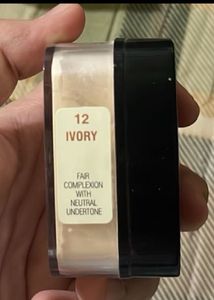 12
IVORY
FAIR
COMPLEXION
WITH
NEUTRAL
UNDERTONE